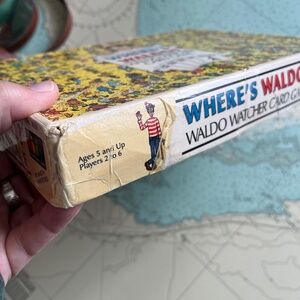 WHERE'S WALDO
WALDO WATCHER CARD GA
Ages 5 and Up
Players 2 to 6